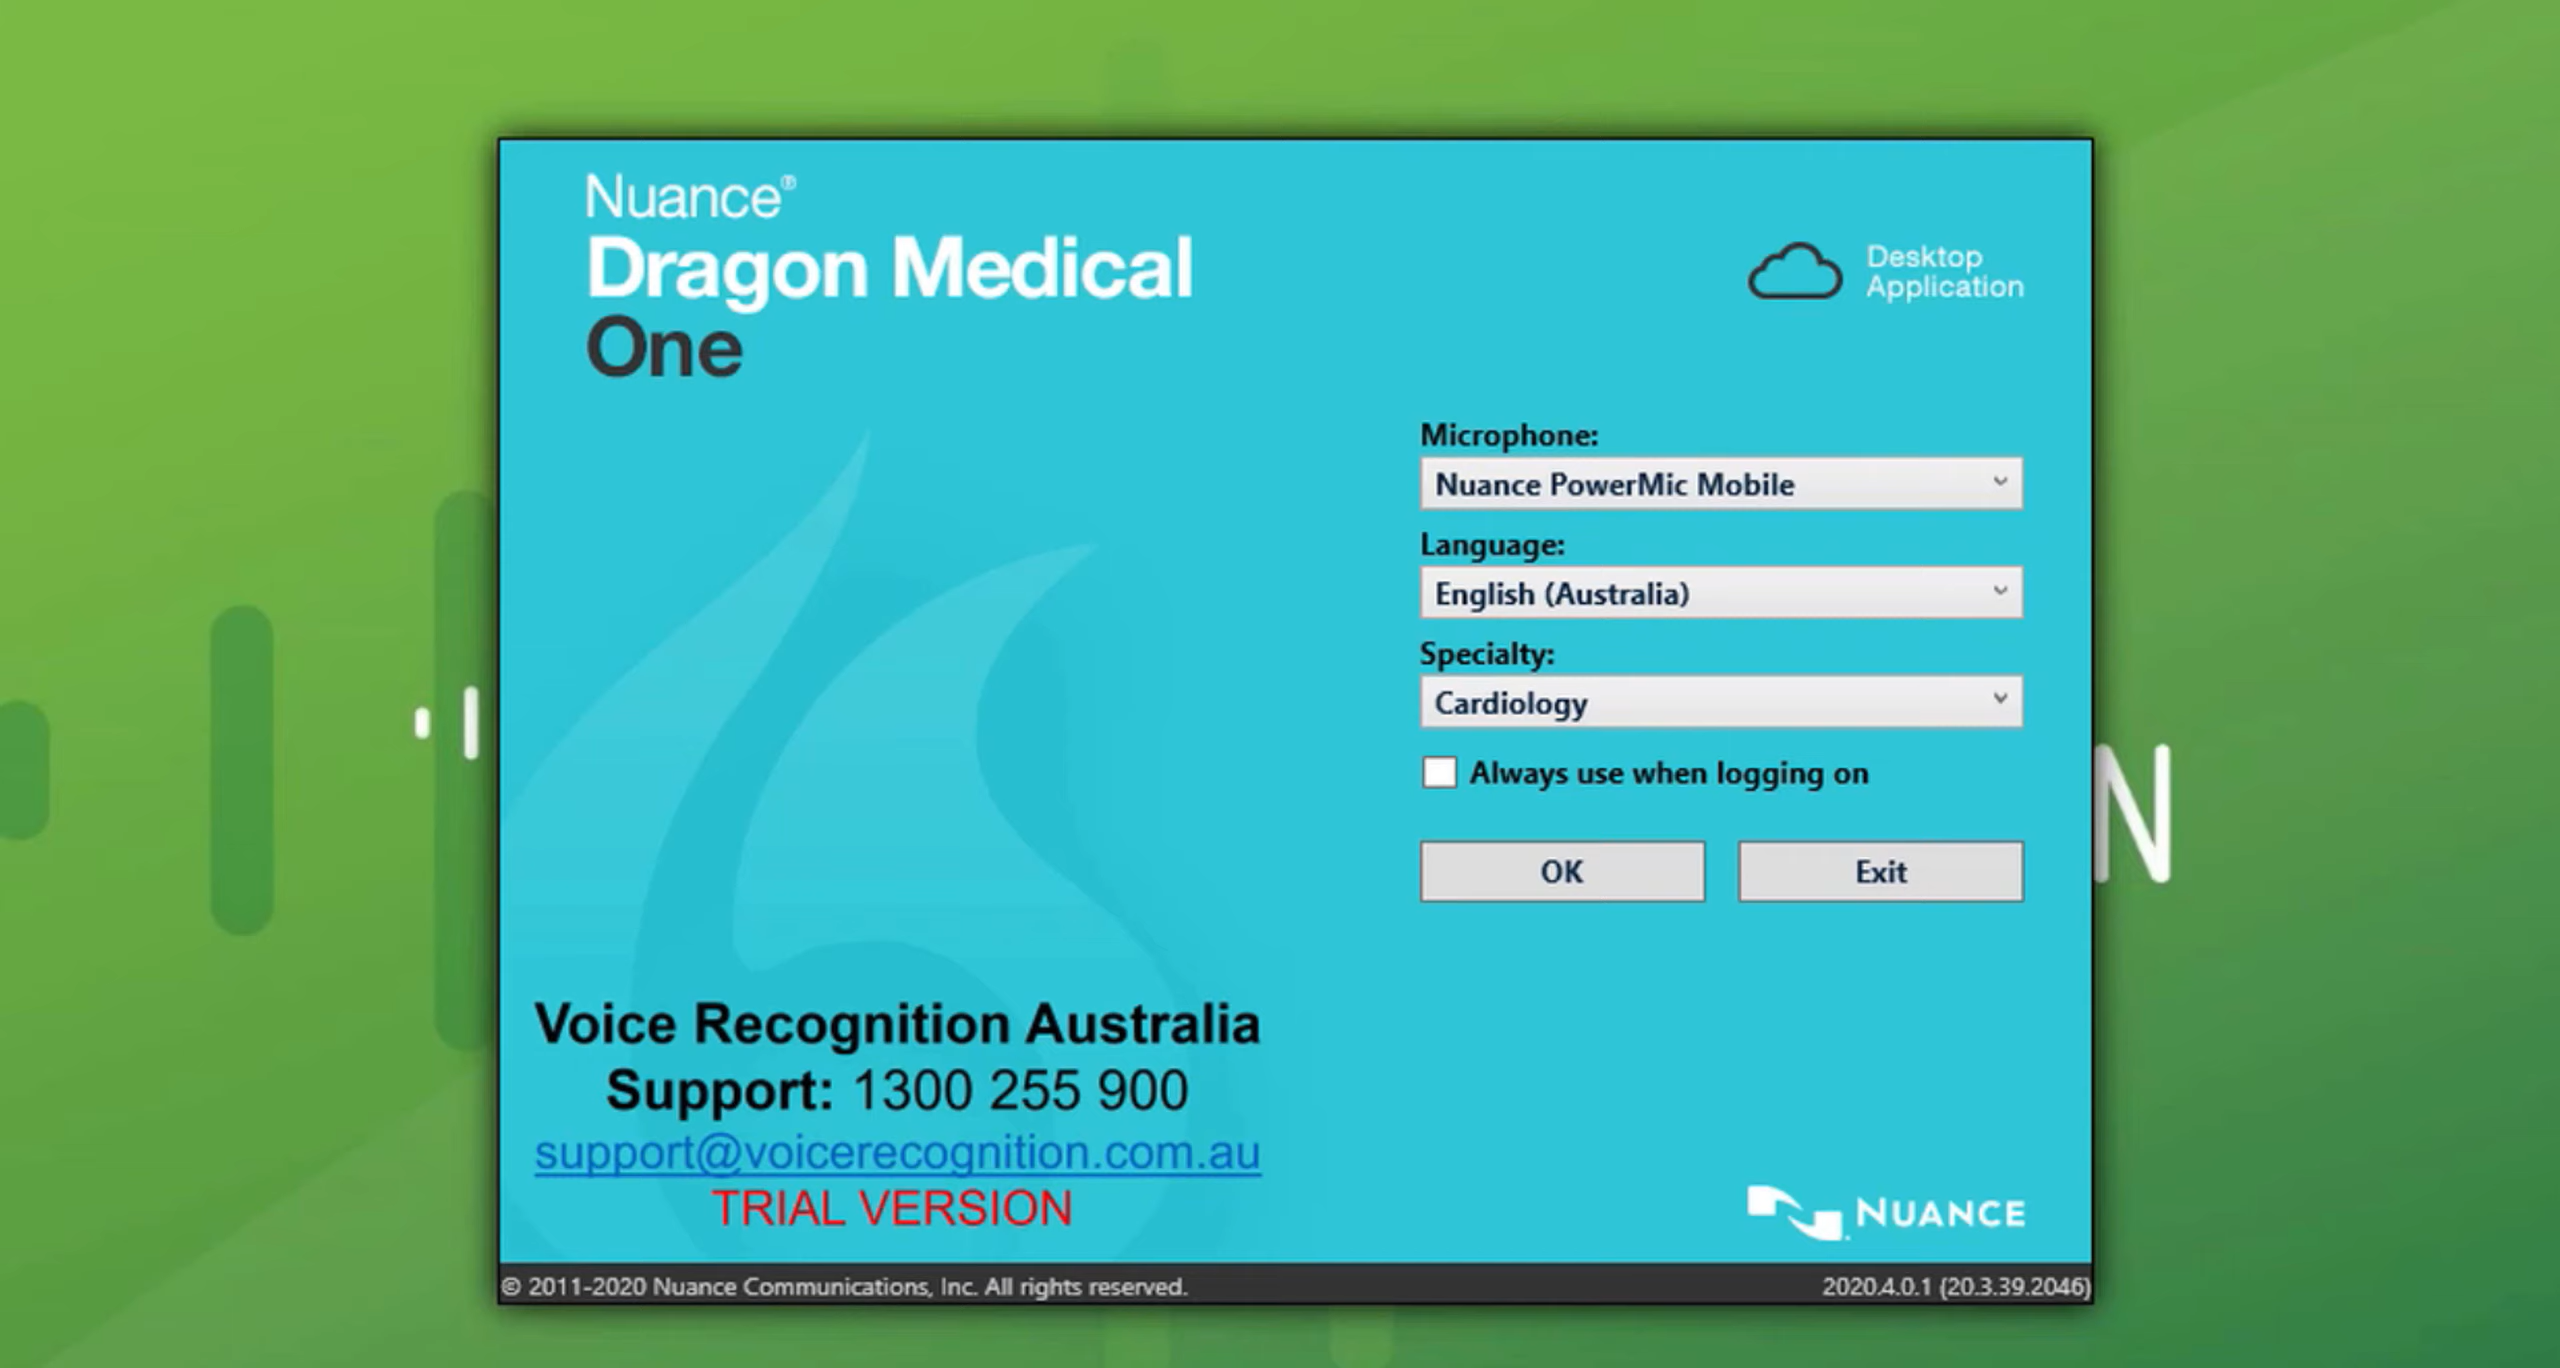 Nuance®
Dragon Medical
One
Desktop
Application
Microphone:
Nuance PowerMic Mobile
Language:
English (Australia)
Specialty:
Cardiology
Always use when logging on
OK
Exit
N
Voice Recognition Australia
Support: 1300 255 900
support@voicerecognition.com.au
TRIAL VERSION
NUANCE
© 2011-2020 Nuance Communications, Inc. All rights reserved.
2020.4.0.1 (20.3.39.2046)